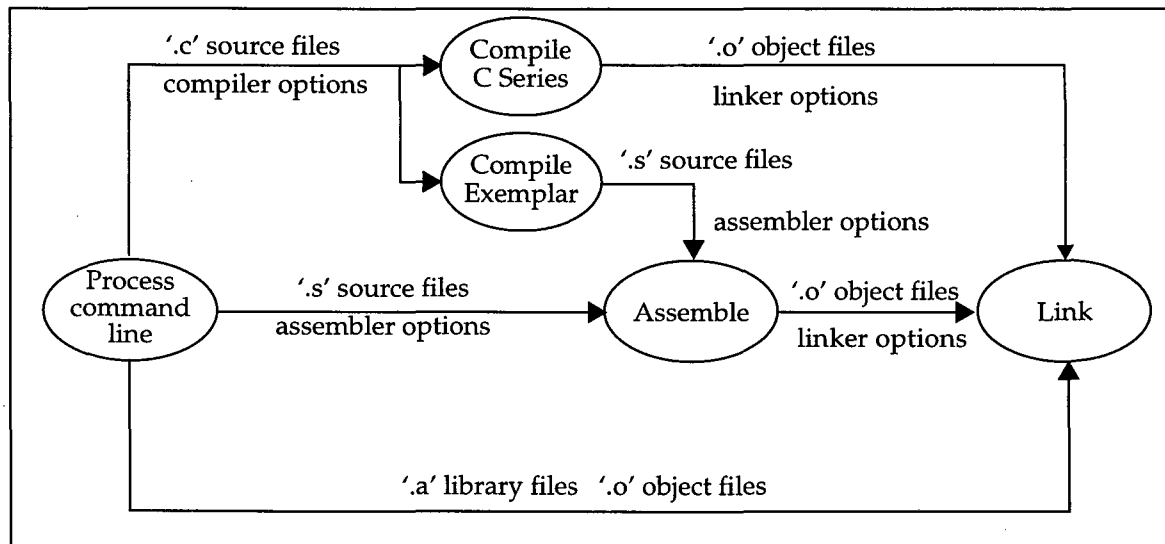 ‘.c’ source files
compiler options
Compile
C Series
‘.o’ object files
linker options
Compile
Exemplar
‘.s’ source files
assembler options
Process
command
line
‘.s’ source files
assembler options
Assemble
‘.o’ object files
linker options
Link
‘.a’ library files ‘.o’ object files